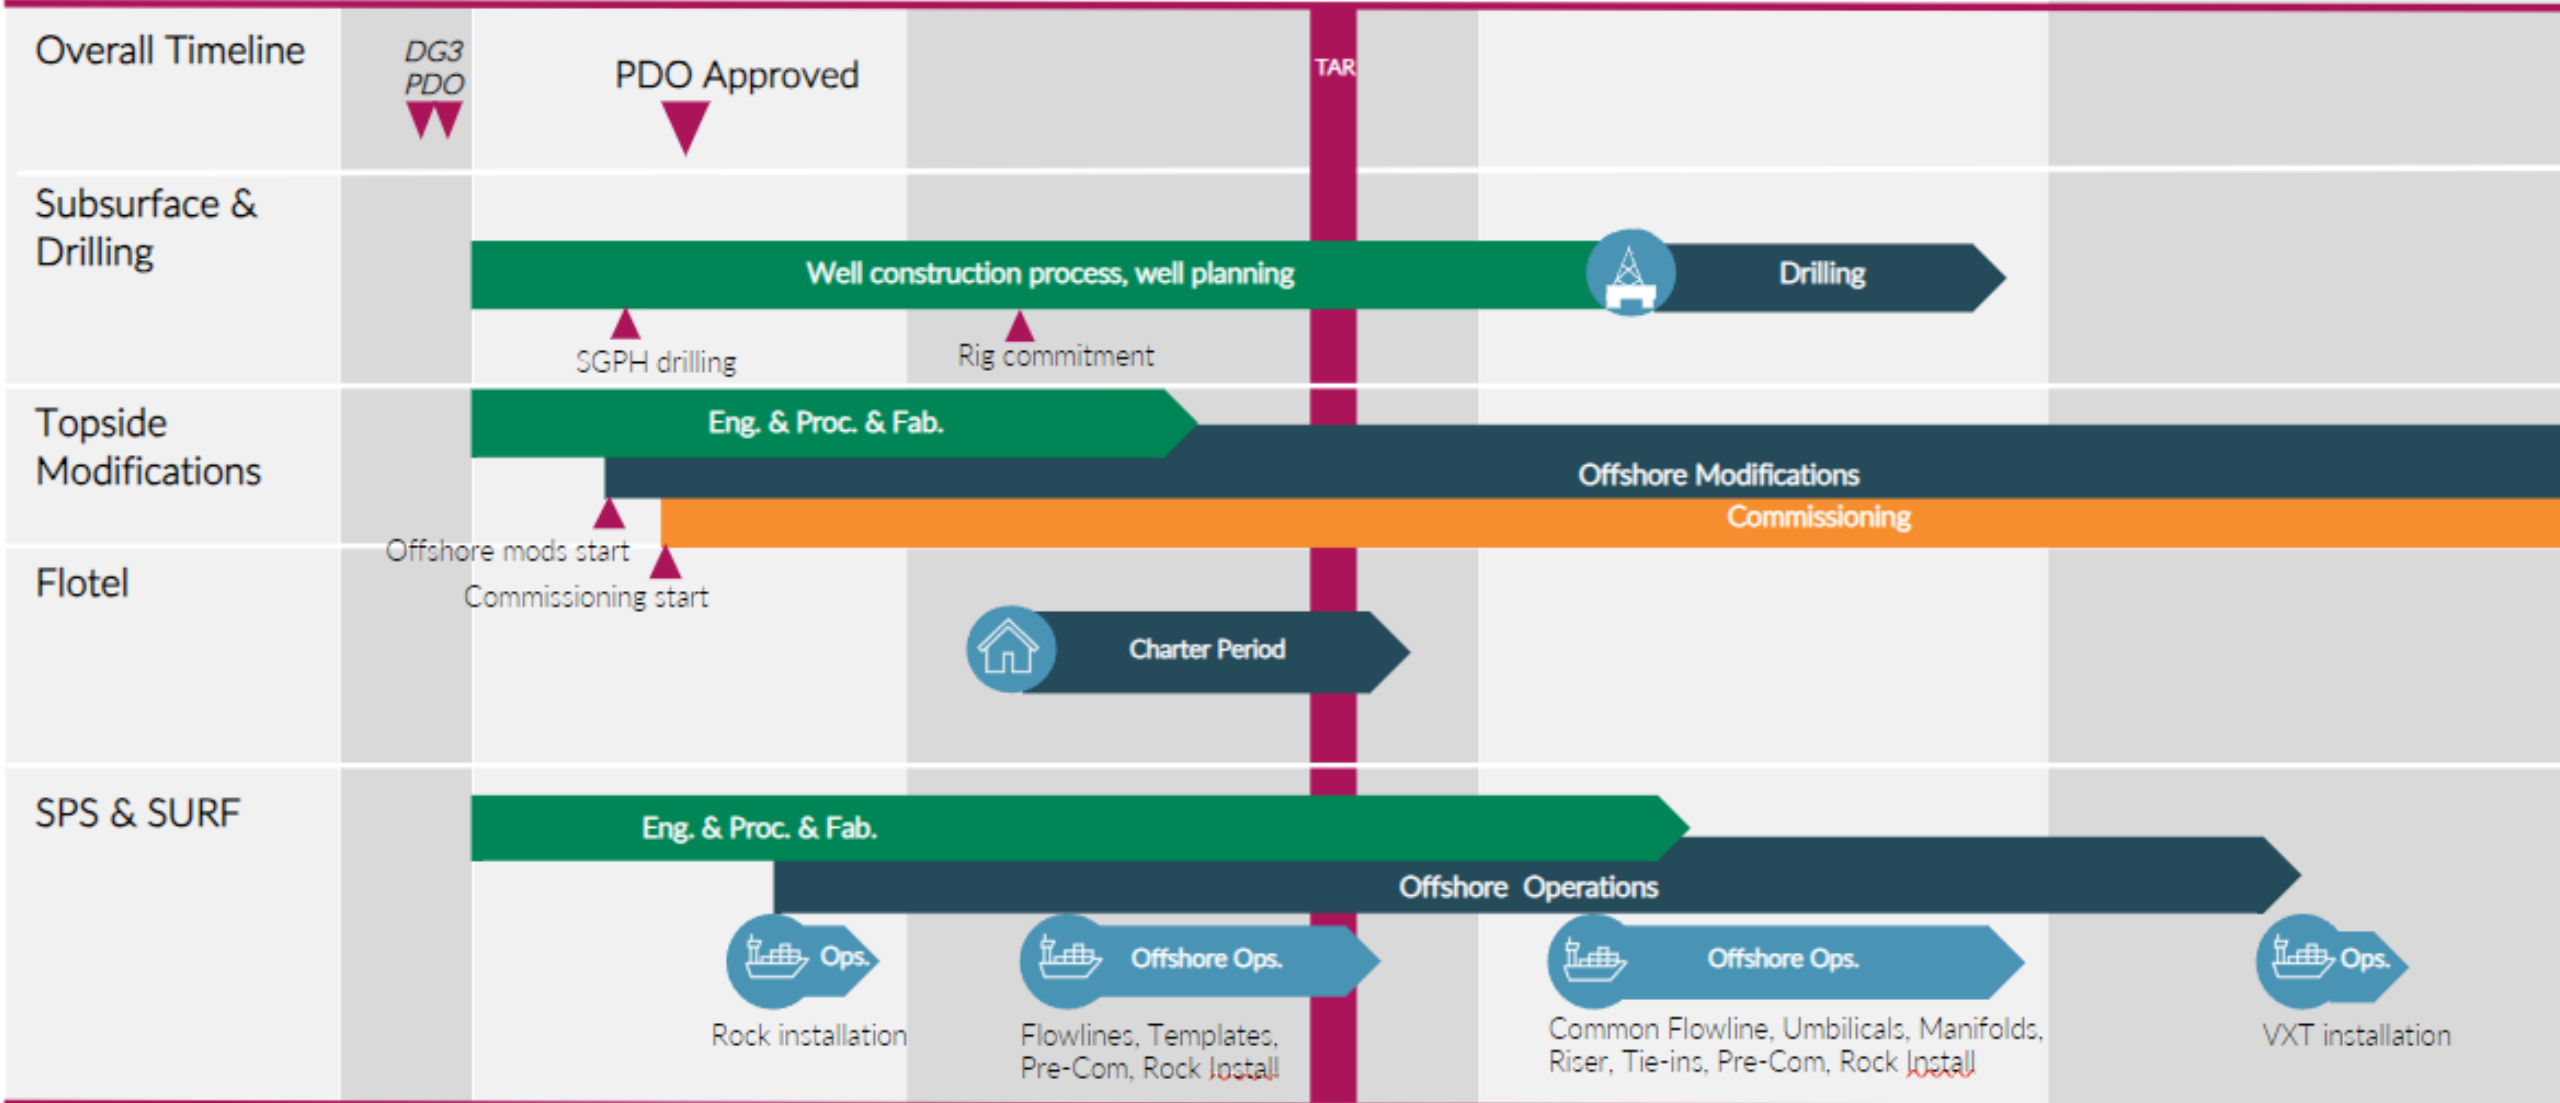 Overall Timeline
DG3
PDO
PDO Approved
TAR
Subsurface &
Drilling
Well construction process, well planning
Drilling
SGPH drilling
Rig commitment
Topside
Modifications
Eng. & Proc. & Fab.
Offshore Modifications
Commissioning
Offshore mods start
Commissioning start
Flotel
Charter Period
SPS & SURF
Eng. & Proc. & Fab.
Offshore Operations
Ops.
Offshore Ops.
Offshore Ops.
Ops.
Rock installation
Flowlines, Templates,
Pre-Com, Rock Install
Common Flowline, Umbilicals, Manifolds,
Riser, Tie-ins, Pre-Com, Rock Install
VXT installation